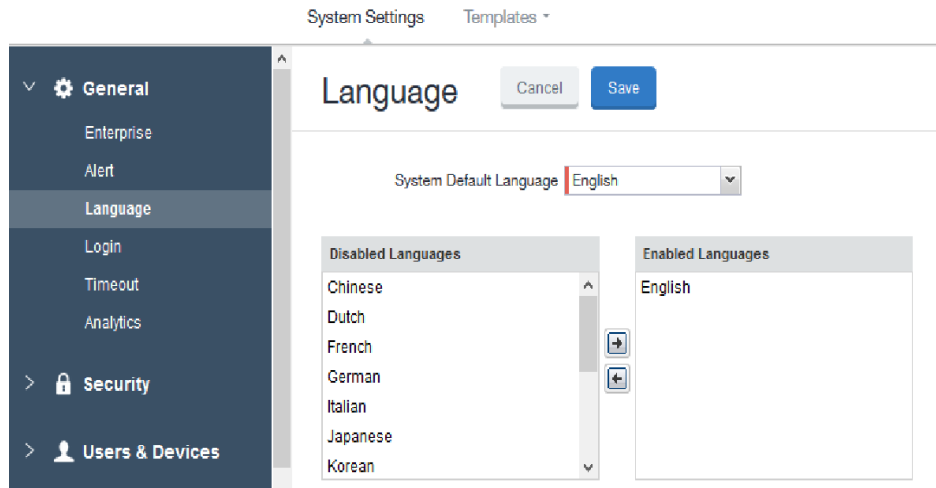 System Settings Templates
General
Enterprise
Alert
Language
Login
Timeout
Analytics
Security
Users & Devices
Language Cancel Save
System Default Language English
Disabled Languages
Chinese
Dutch
French
German
Italian
Japanese
Korean
Enabled Languages
English